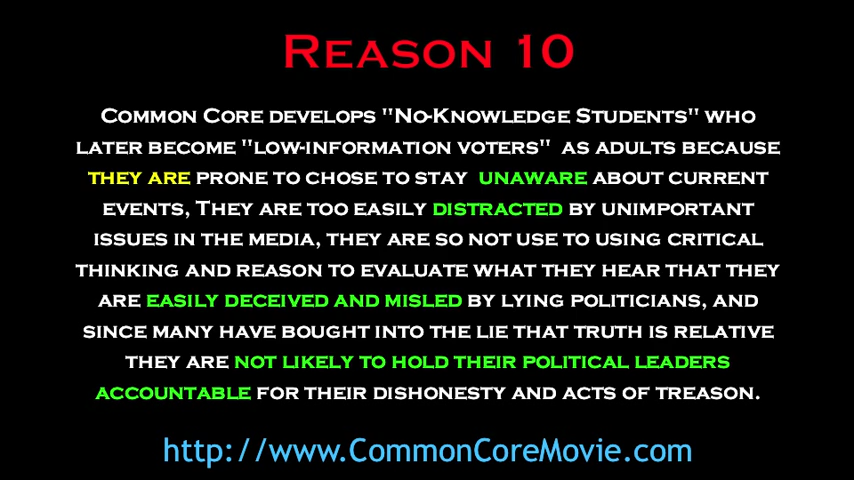 REASON 10
COMMON CORE DEVELOPS "NO-KNOWLEDGE STUDENTS" WHO
LATER BECOME "LOW-INFORMATION VOTERS"  AS ADULTS BECAUSE
THEY ARE PRONE TO CHOSE TO STAY  UNAWARE ABOUT CURRENT
EVENTS, THEY ARE TOO EASILY DISTRACTED BY UNIMPORTANT
ISSUES IN THE MEDIA, THEY ARE SO NOT USE TO USING CRITICAL
THINKING AND REASON TO EVALUATE WHAT THEY HEAR THAT THEY
ARE EASILY DECEIVED AND MISLED BY LYING POLITICIANS, AND
SINCE MANY HAVE BOUGHT INTO THE LIE THAT TRUTH IS RELATIVE
THEY ARE NOT LIKELY TO HOLD THEIR POLITICAL LEADERS
ACCOUNTABLE FOR THEIR DISHONESTY AND ACTS OF TREASON.
http://www.CommonCoreMovie.com